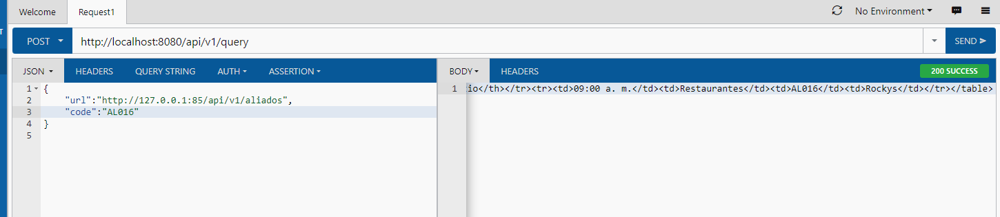 Welcome
Request1
No Environment
T
POST
http://localhost:8080/api/v1/query
SEND
JSON
HEADERS
QUERY STRING
AUTH
ASSERTION
BODY
HEADERS
200 SUCCESS
1 {
2 "url":"http://127.0.0.1:85/api/v1/aliados",
3 "code":"AL016"
4 }
5
1 io</th></tr><tr><td>09:00 a. m.</td><td>Restaurantes</td><td>AL016</td><td>Rockys</td></tr></table>